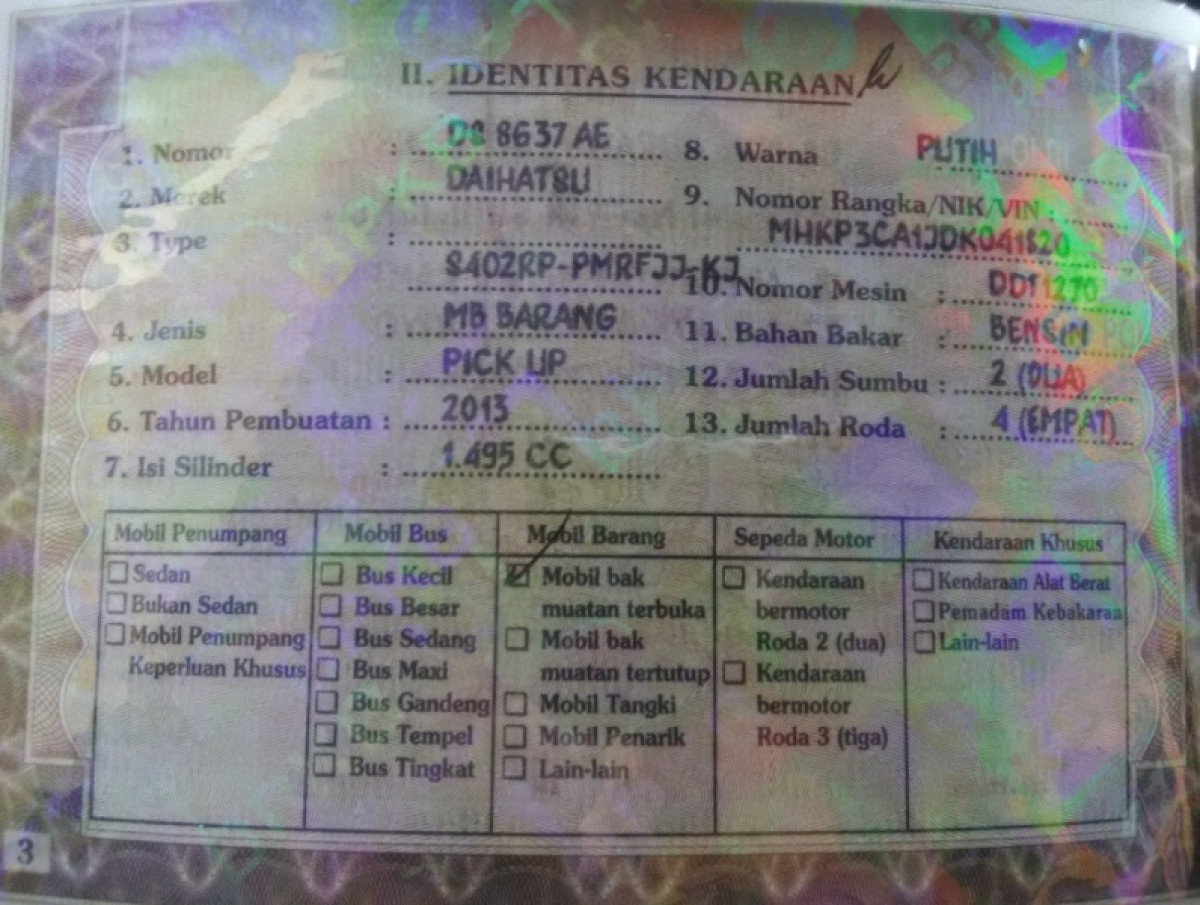 II. IDENTITAS KENDARAAN
1. Nomor : DS 8637 AE
2. Merek : DAIHATSU
3. Type :
S402RP-PMRFJJ-KJ
4. Jenis : MB BARANG
5. Model : PICK UP
6. Tahun Pembuatan : 2013
7. Isi Silinder : 1.495 CC
8. Warna PUTIH
9. Nomor Rangka/NIK/VIN :
MHKP3CA1JDK041820
10. Nomor Mesin : DDT1270
11. Bahan Bakar : BENSIN
12. Jumlah Sumbu : 2 (DUA)
13. Jumlah Roda : 4 (EMPAT)
Mobil Penumpang
Sedan
Bukan Sedan
Mobil Penumpang
Keperluan Khusus
Mobil Bus
Bus Kecil
Bus Besar
Bus Sedang
Bus Maxi
Bus Gandeng
Bus Tempel
Bus Tingkat
Mobil Barang
Mobil bak
muatan terbuka
Mobil bak
muatan tertutup
Mobil Tangki
Mobil Penarik
Lain-lain
Sepeda Motor
Kendaraan
bermotor
Roda 2 (dua)
Kendaraan
bermotor
Roda 3 (tiga)
Kendaraan Khusus
Kendaraan Alat Berat
Pemadam Kebakaran
Lain-lain
3